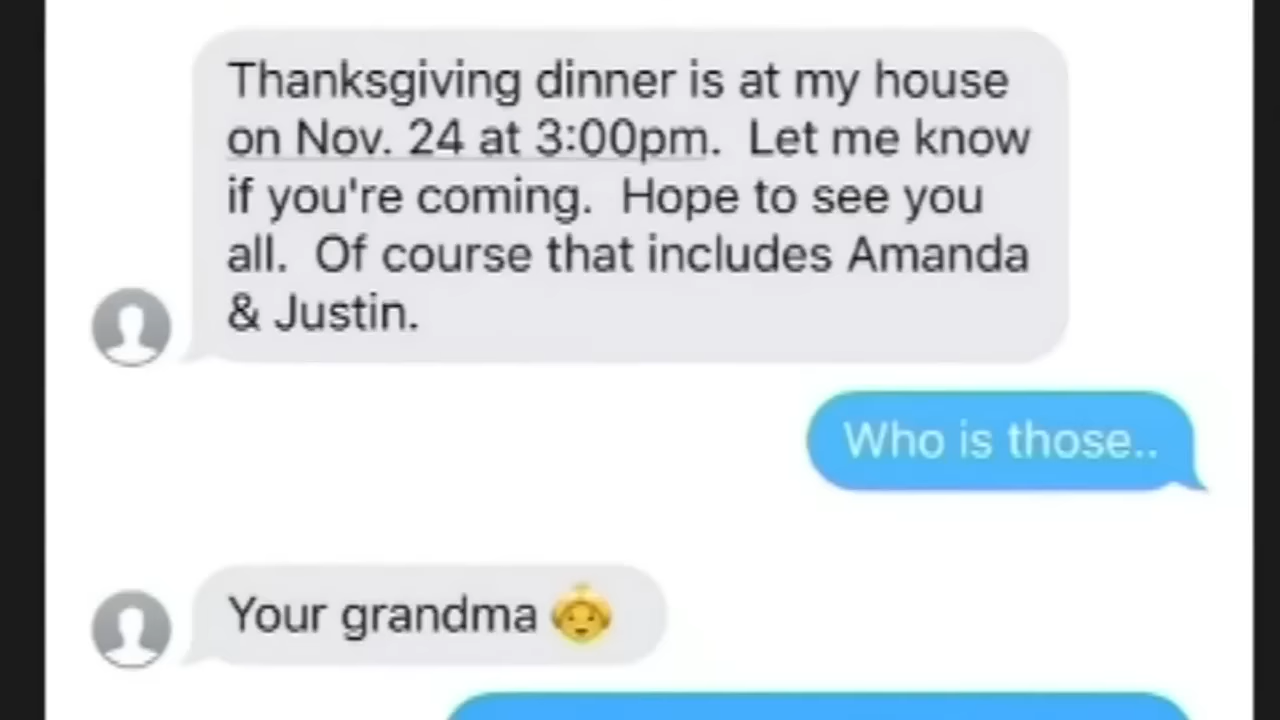 Thanksgiving dinner is at my house
on Nov. 24 at 3:00pm.  Let me know
if you're coming.  Hope to see you
all.  Of course that includes Amanda
& Justin.
Who is those..
Your grandma 👵